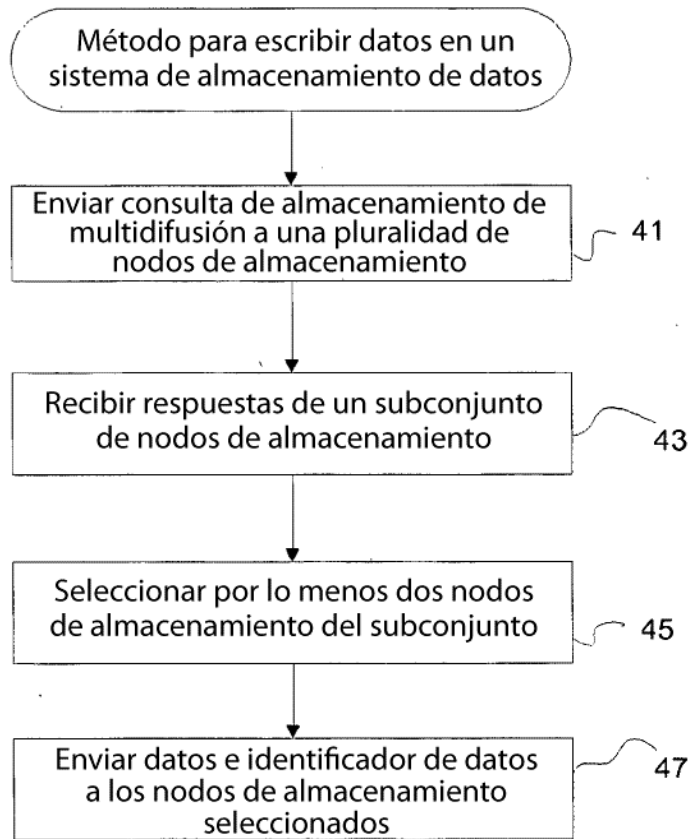 Método para escribir datos en un
sistema de almacenamiento de datos
Enviar consulta de almacenamiento de
multidifusión a una pluralidad de
nodos de almacenamiento
41
Recibir respuestas de un subconjunto
de nodos de almacenamiento
43
Seleccionar por lo menos dos nodos
de almacenamiento del subconjunto
45
Enviar datos e identificador de datos
a los nodos de almacenamiento
seleccionados
47